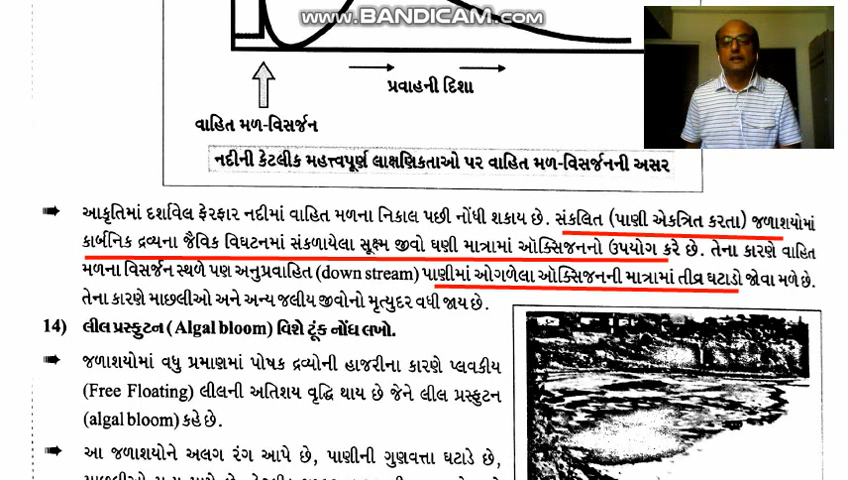 www.BANDICAM.com
પ્રવાહની દિશા
વાહિત મળ-વિસર્જન
નદીની કેટલીક મહત્ત્વપૂર્ણ લાક્ષણિકતાઓ પર વાહિત મળ-વિસર્જનની અસર
આકૃતિમાં દર્શાવેલ ફેરફાર નદીમાં વાહિત મળના નિકાલ પછી નોંધી શકાય છે. સંકલિત (પાણી એકત્રિત કરતા) જળાશયોમાં
કાર્બનિક દ્રવ્યના જૈવિક વિઘટનમાં સંકળાયેલા સૂક્ષ્મ જીવો ઘણી માત્રામાં ઑક્સિજનનો ઉપયોગ કરે છે. તેના કારણે વાહિત
મળના વિસર્જન સ્થળે પણ અનુપ્રવાહિત (down stream) પાણીમાં ઓગળેલા ઑક્સિજનની માત્રામાં તીવ્ર ઘટાડો જોવા મળે છે.
તેના કારણે માછલીઓ અને અન્ય જલીય જીવોનો મૃત્યુદર વધી જાય છે.
14) લીલ પ્રસ્ફુટન (Algal bloom) વિશે ટૂંક નોંધ લખો.
જળાશયોમાં વધુ પ્રમાણમાં પોષક દ્રવ્યોની હાજરીના કારણે પ્લવકીય
(Free Floating) લીલની અતિશય વૃદ્ધિ થાય છે જેને લીલ પ્રસ્ફુટન
(algal bloom) કહે છે.
આ જળાશયોને અલગ રંગ આપે છે, પાણીની ગુણવત્તા ઘટાડે છે,